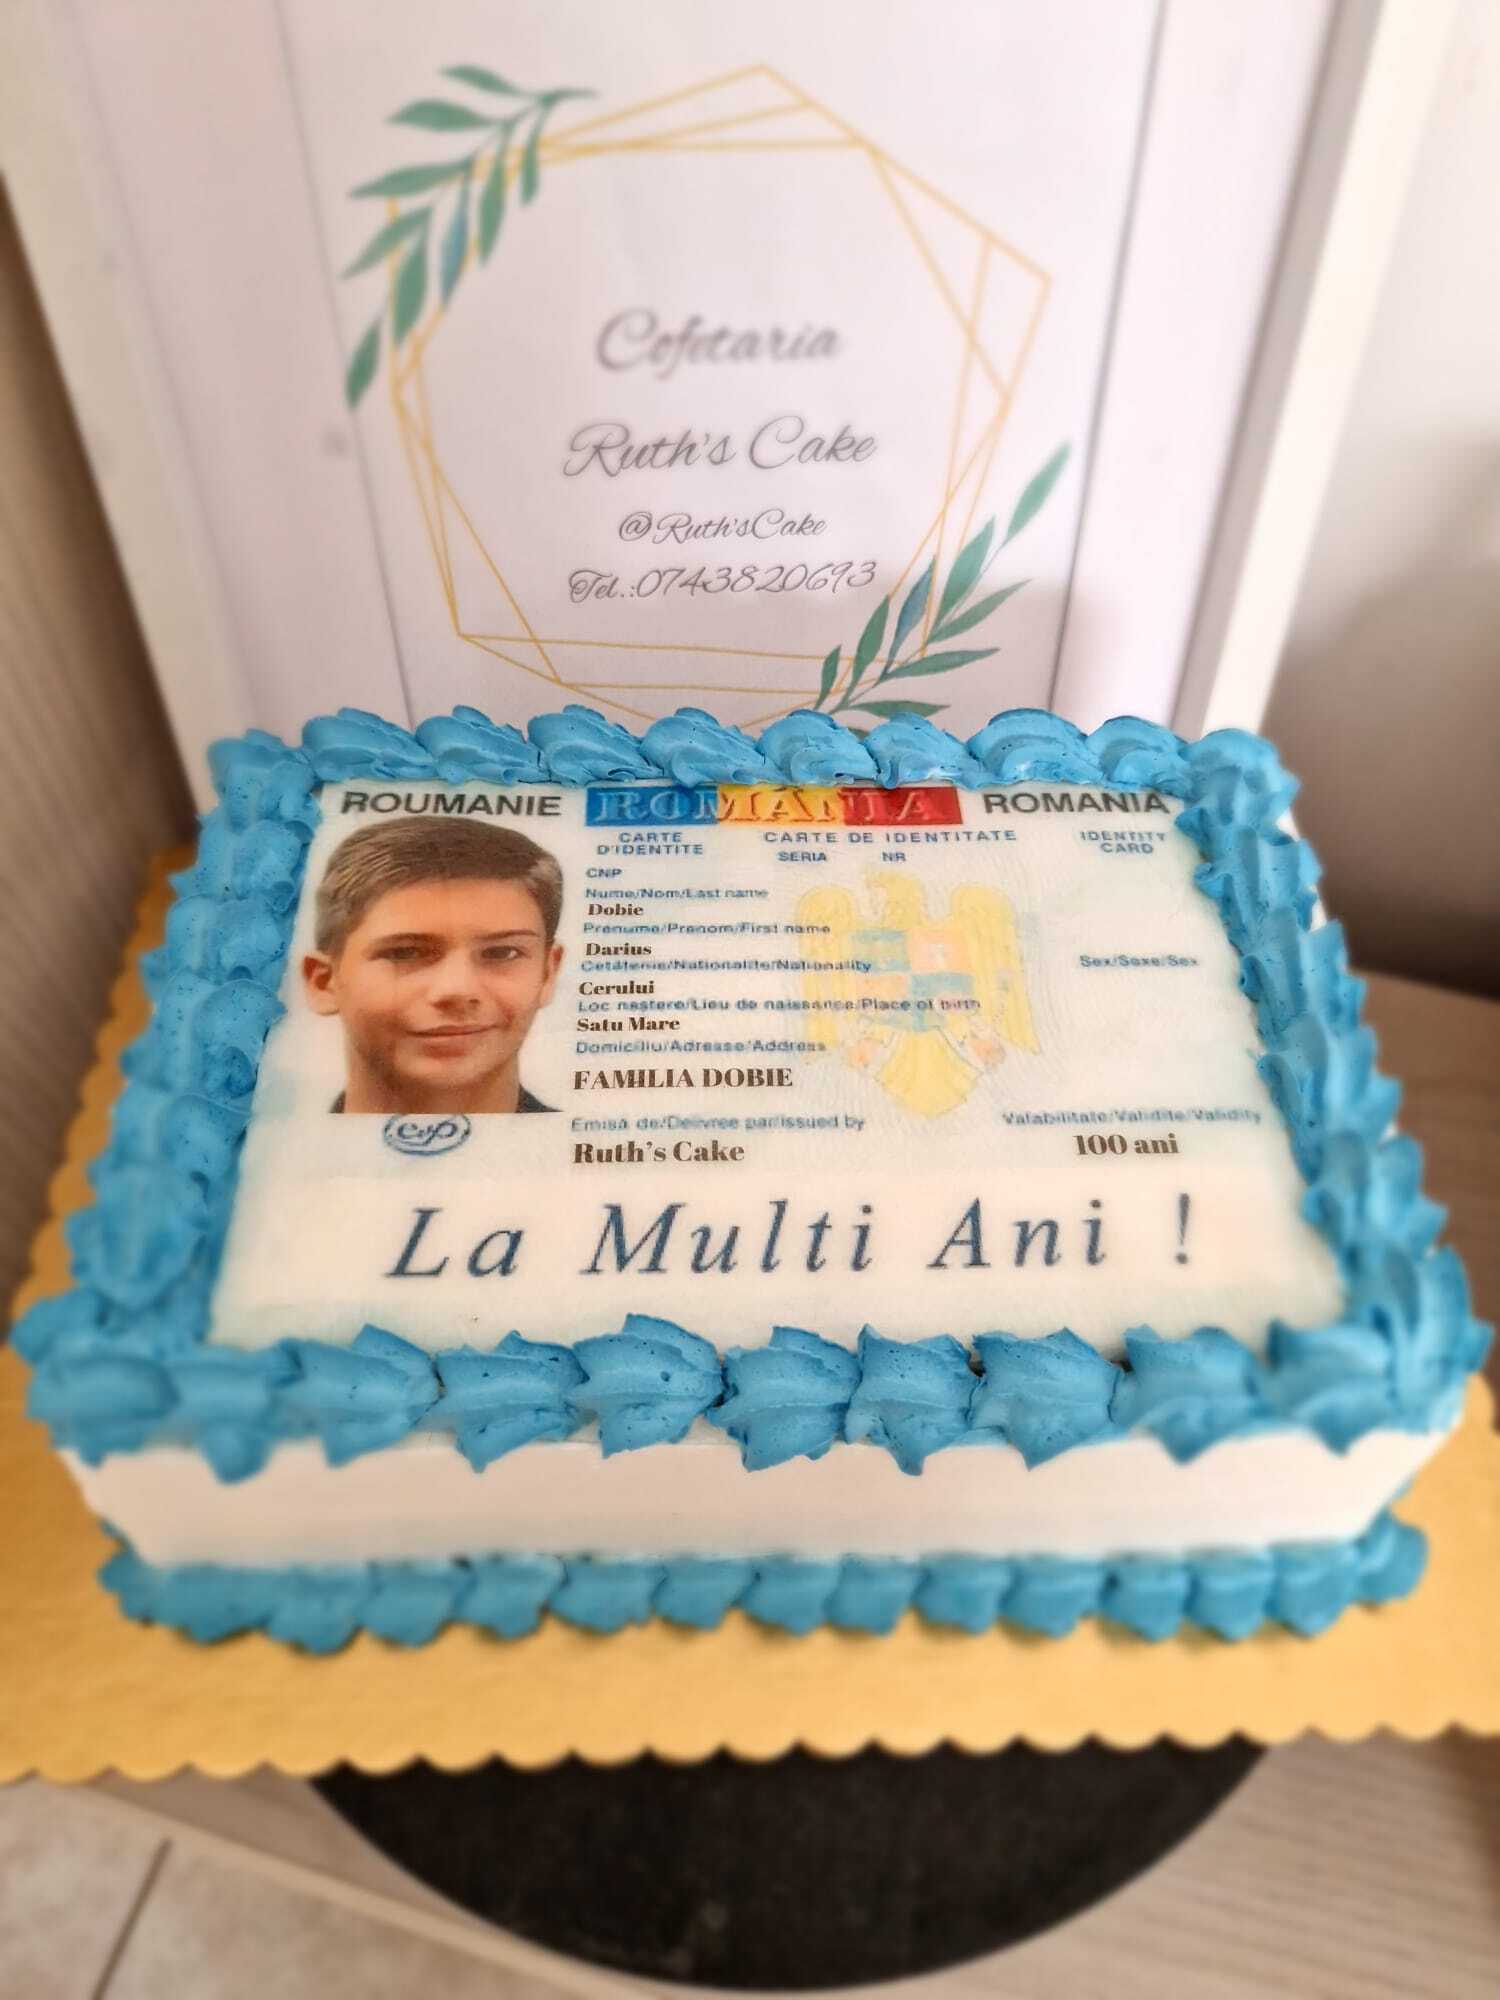 Cofetaria
Ruth's Cake
@Ruth'sCake
Tel.:0743820693
ROUMANIE ROMÂNIA ROMANIA
CARTE D'IDENTITE
CARTE DE IDENTITATE
IDENTITY CARD
SERIA NR
CNP
Nume/Nom/Last name
Dobie
Prenume/Prenom/First name
Darius
Cetățenie/Nationalite/Nationality
Cerului
Sex/Sexe/Sex
Loc nastere/Lieu de naissance/Place of birth
Satu Mare
Domiciliu/Adresse/Address
FAMILIA DOBIE
Emisă de/Delivree par/issued by
Valabilitate/Validite/Validity
Ruth's Cake
100 ani
La Multi Ani !